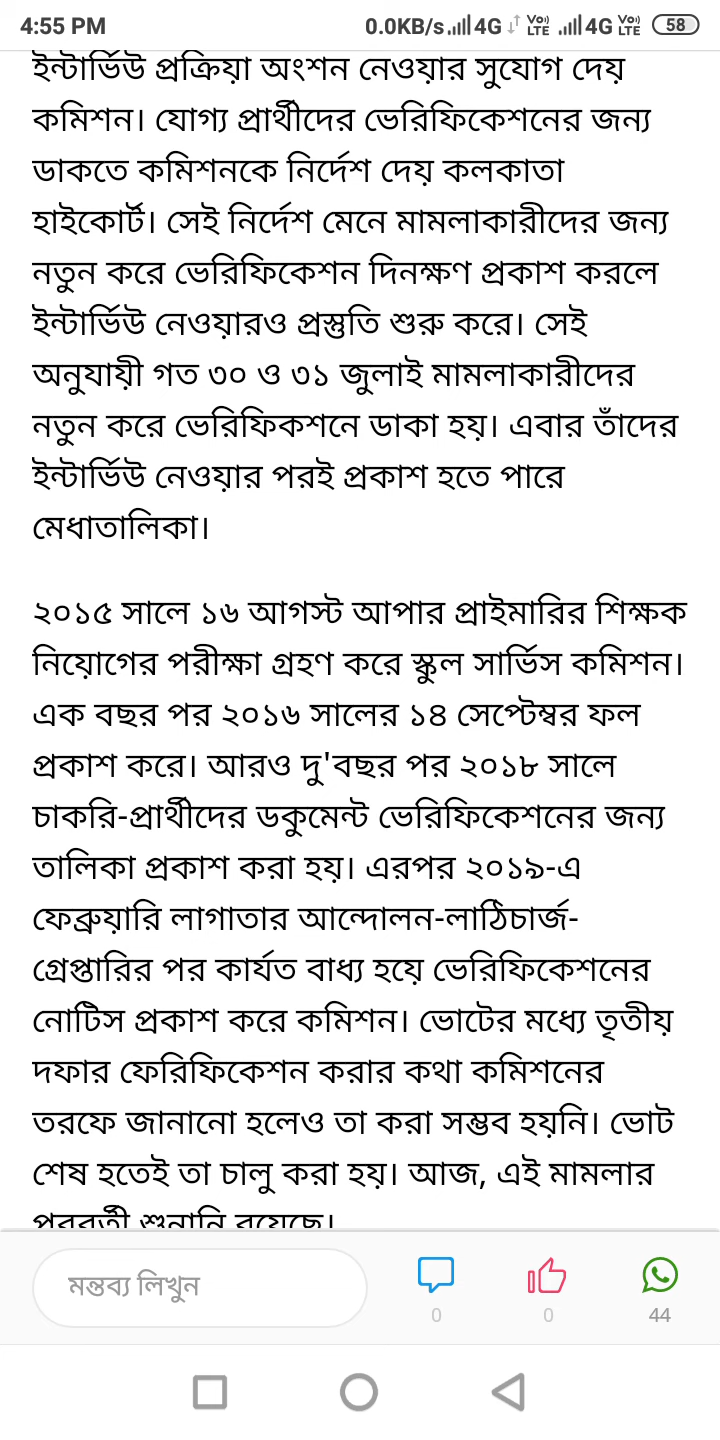 4:55 PM 0.0KB/s 4G Vo)) LTE 4G Vo)) LTE 58
ইন্টার্ভিউ প্রক্রিয়া অংশন নেওয়ার সুযোগ দেয়
কমিশন। যোগ্য প্রার্থীদের ভেরিফিকেশনের জন্য
ডাকতে কমিশনকে নির্দেশ দেয় কলকাতা
হাইকোর্ট। সেই নির্দেশ মেনে মামলাকারীদের জন্য
নতুন করে ভেরিফিকেশন দিনক্ষণ প্রকাশ করলে
ইন্টার্ভিউ নেওয়ারও প্রস্তুতি শুরু করে। সেই
অনুযায়ী গত ৩০ ও ৩১ জুলাই মামলাকারীদের
নতুন করে ভেরিফিকশনে ডাকা হয়। এবার তাঁদের
ইন্টার্ভিউ নেওয়ার পরই প্রকাশ হতে পারে
মেধাতালিকা।
২০১৫ সালে ১৬ আগস্ট আপার প্রাইমারির শিক্ষক
নিয়োগের পরীক্ষা গ্রহণ করে স্কুল সার্ভিস কমিশন।
এক বছর পর ২০১৬ সালের ১৪ সেপ্টেম্বর ফল
প্রকাশ করে। আরও দু'বছর পর ২০১৮ সালে
চাকরি-প্রার্থীদের ডকুমেন্ট ভেরিফিকেশনের জন্য
তালিকা প্রকাশ করা হয়। এরপর ২০১৯-এ
ফেব্রুয়ারি লাগাতার আন্দোলন-লাঠিচার্জ-
গ্রেপ্তারির পর কার্যত বাধ্য হয়ে ভেরিফিকেশনের
নোটিস প্রকাশ করে কমিশন। ভোটের মধ্যে তৃতীয়
দফার ফেরিফিকেশন করার কথা কমিশনের
তরফে জানানো হলেও তা করা সম্ভব হয়নি। ভোট
শেষ হতেই তা চালু করা হয়। আজ, এই মামলার
পরবর্তী শুনানি রয়েছে।
মন্তব্য লিখুন
0 0 44